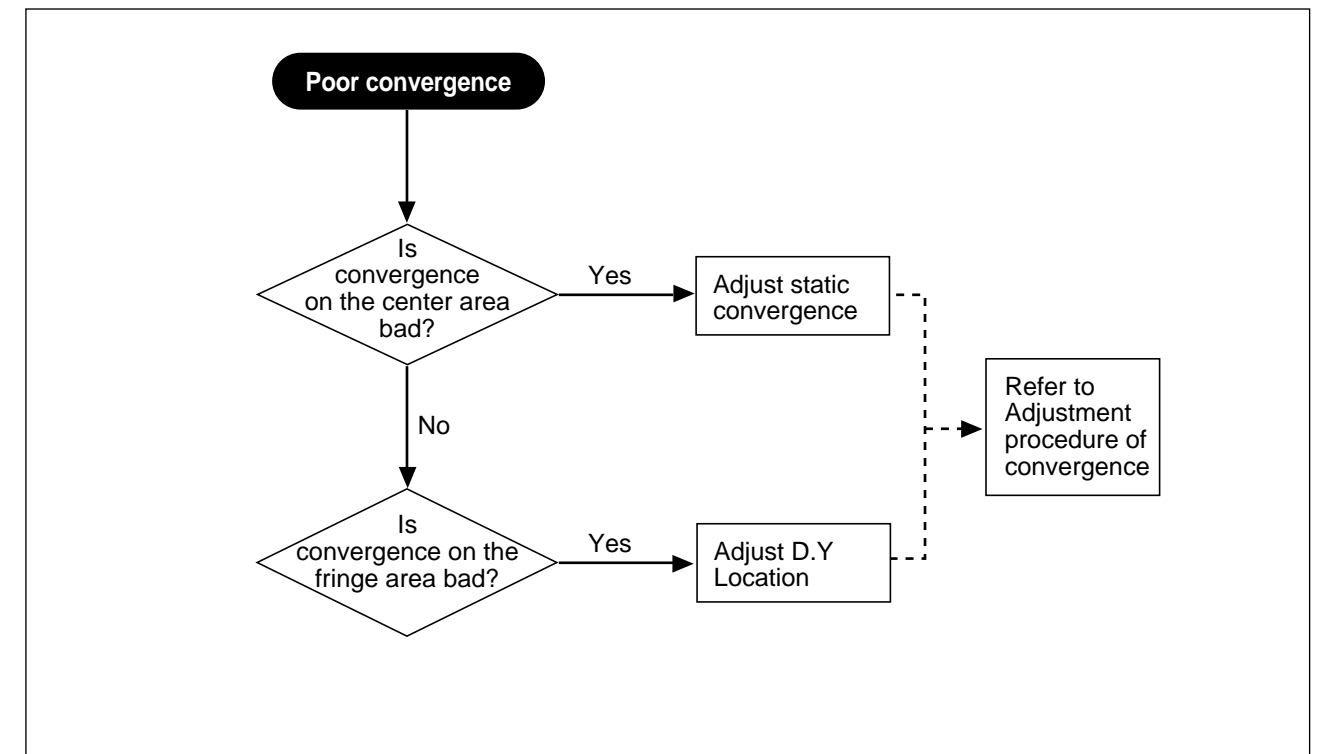 Poor convergence
Is
convergence
on the center area
bad?
Yes
Adjust static
convergence
Refer to
Adjustment
procedure of
convergence
No
Is
convergence on the
fringe area bad?
Yes
Adjust D.Y
Location